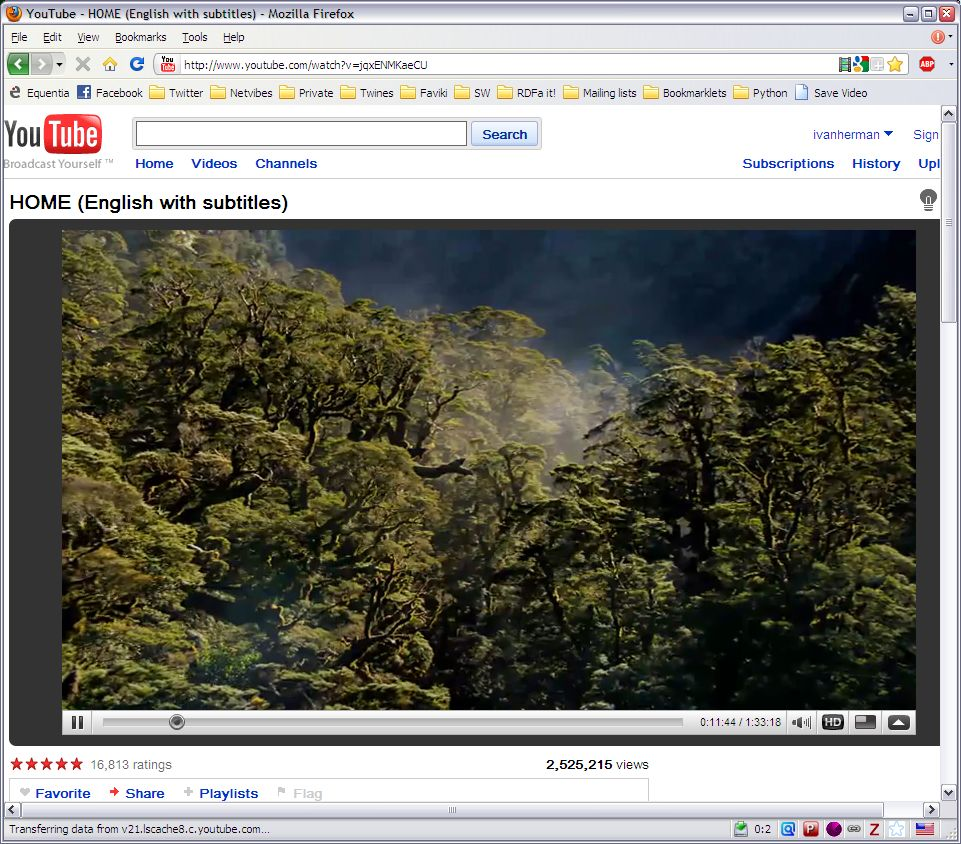 YouTube - HOME (English with subtitles) - Mozilla Firefox
File Edit View Bookmarks Tools Help
You Tube http://www.youtube.com/watch?v=jqxENMKaeCU ABP
Equentia Facebook Twitter Netvibes Private Twines Faviki SW RDFa it! Mailing lists Bookmarklets Python Save Video
YouTube Search ivanherman Sign
Broadcast Yourself ™ Home Videos Channels Subscriptions History Upl
HOME (English with subtitles)
0:11:44 / 1:33:18 HD
16,813 ratings 2,525,215 views
Favorite Share Playlists Flag
Transferring data from v21.lscache8.c.youtube.com... 0:2 Q P Z